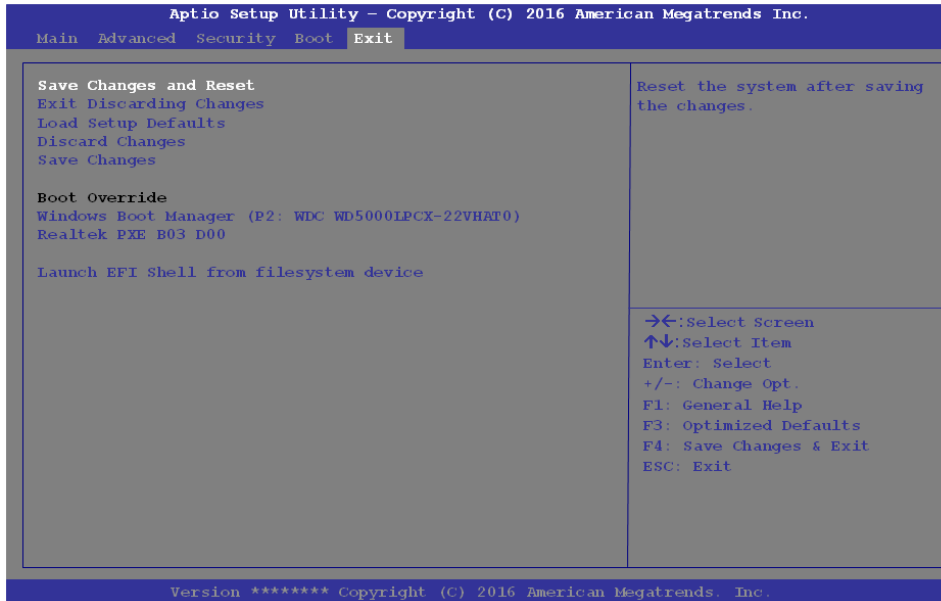 Aptio Setup Utility – Copyright (C) 2016 American Megatrends Inc.
Main Advanced Security Boot Exit
Save Changes and Reset
Exit Discarding Changes
Load Setup Defaults
Discard Changes
Save Changes
Boot Override
Windows Boot Manager (P2: WDC WD5000LPCX-22VHAT0)
Realtek PXE B03 D00
Launch EFI Shell from filesystem device
Reset the system after saving
the changes.
→←:Select Screen
↑↓:Select Item
Enter: Select
+/-: Change Opt.
F1: General Help
F3: Optimized Defaults
F4: Save Changes & Exit
ESC: Exit
Version ******** Copyright (C) 2016 American Megatrends. Inc.